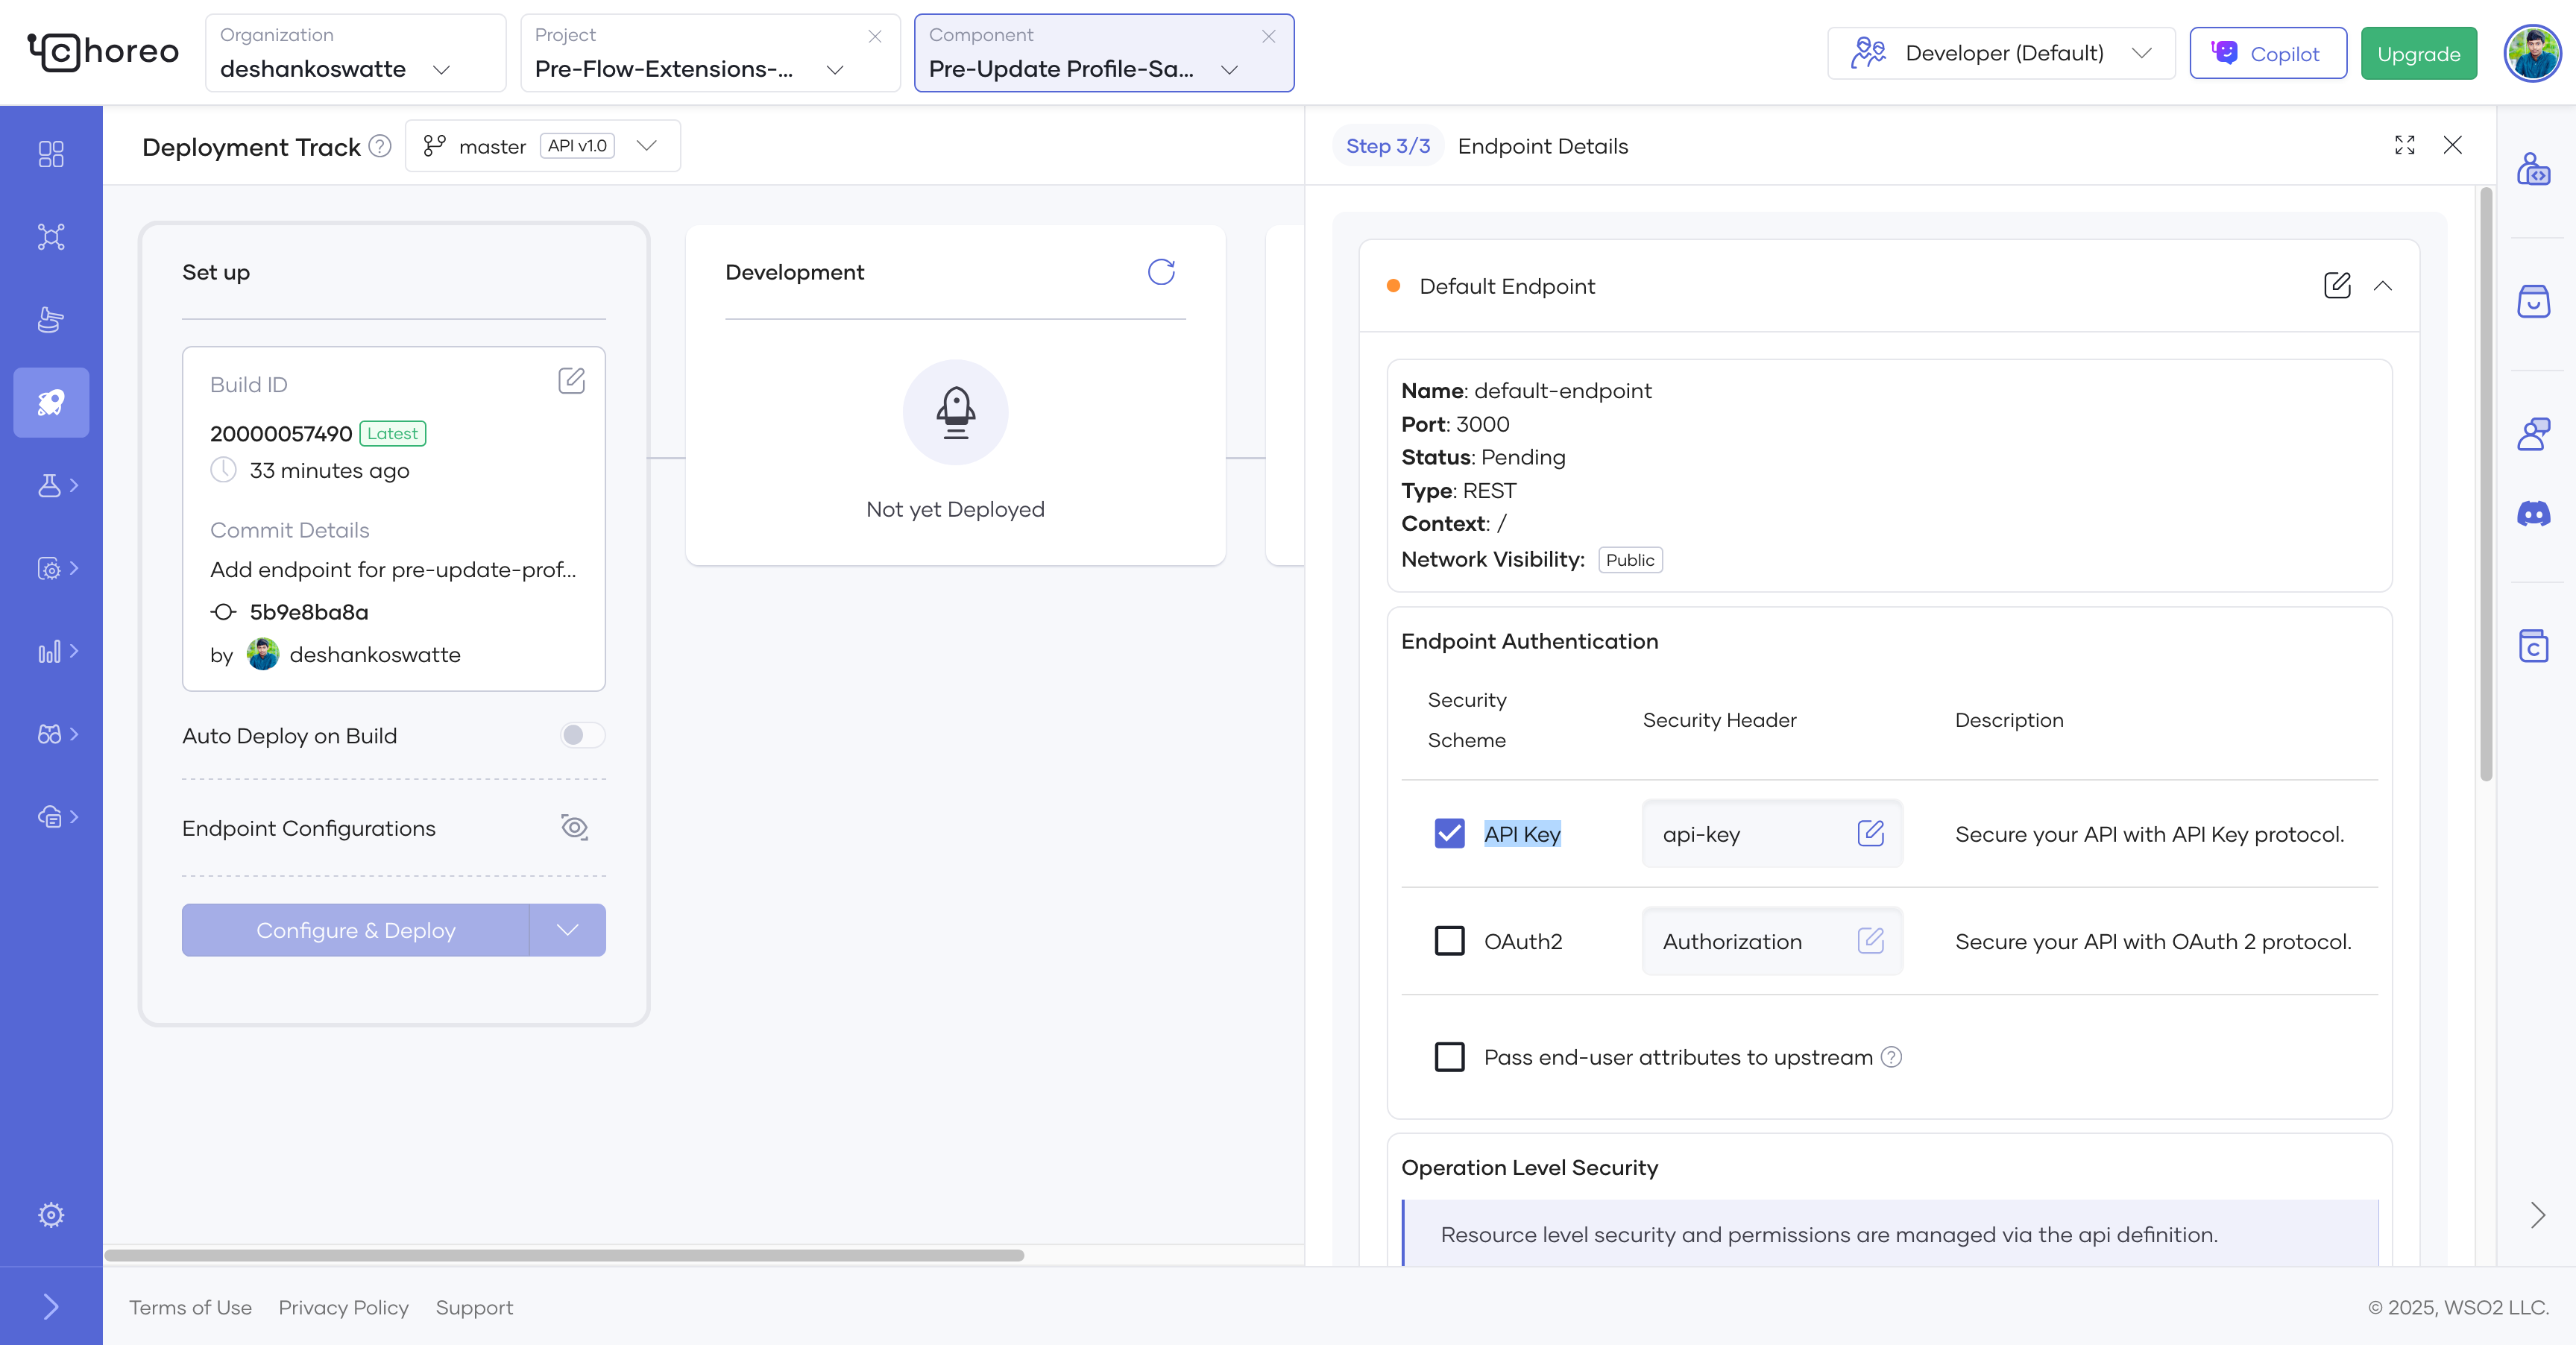 choreo
Organization
deshankoswatte
Project
Pre-Flow-Extensions-...
Component
Pre-Update Profile-Sa...
Developer (Default)
Copilot
Upgrade
Deployment Track
master API v1.0
Step 3/3 Endpoint Details
Set up
Build ID
20000057490 Latest
33 minutes ago
Commit Details
Add endpoint for pre-update-prof...
5b9e8ba8a
by deshankoswatte
Auto Deploy on Build
Endpoint Configurations
Configure & Deploy
Development
Not yet Deployed
Default Endpoint
Name: default-endpoint
Port: 3000
Status: Pending
Type: REST
Context: /
Network Visibility: Public
Endpoint Authentication
Security
Scheme
Security Header
Description
API Key
api-key
Secure your API with API Key protocol.
OAuth2
Authorization
Secure your API with OAuth 2 protocol.
Pass end-user attributes to upstream
Operation Level Security
Resource level security and permissions are managed via the api definition.
Terms of Use Privacy Policy Support
© 2025, WSO2 LLC.